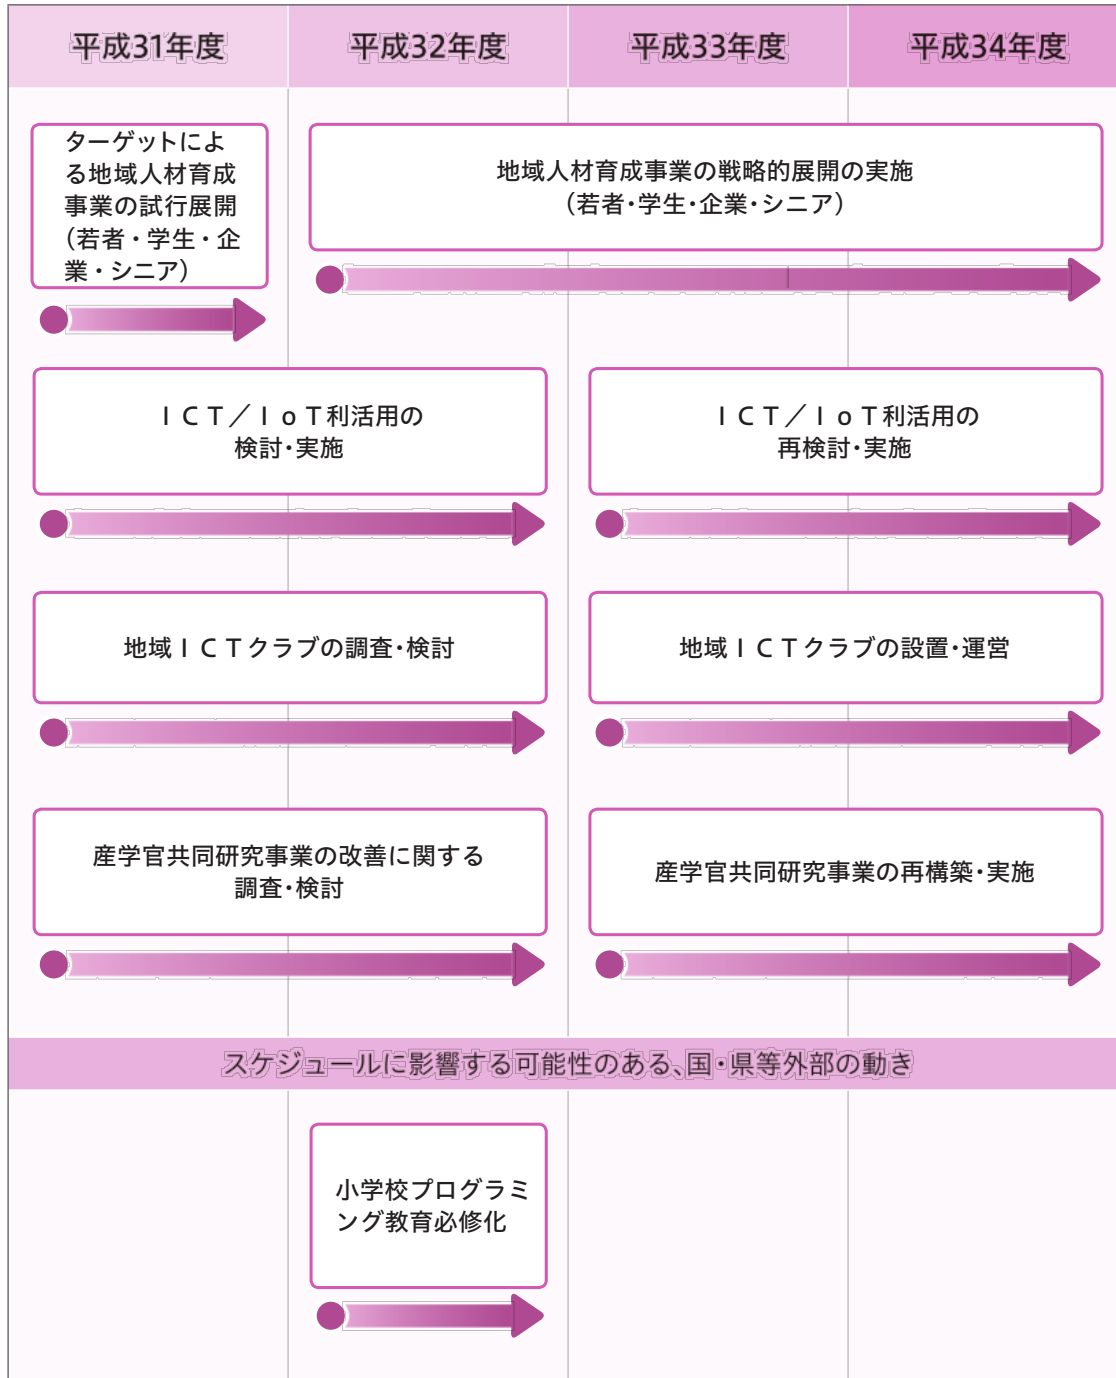 平成31年度
平成32年度
平成33年度
平成34年度
ターゲットによ
る地域人材育成
事業の試行展開
（若者・学生・企
業・シニア）
地域人材育成事業の戦略的展開の実施
（若者・学生・企業・シニア）
ＩＣＴ／ＩｏＴ利活用の
検討・実施
ＩＣＴ／ＩｏＴ利活用の
再検討・実施
地域ＩＣＴクラブの調査・検討
地域ＩＣＴクラブの設置・運営
産学官共同研究事業の改善に関する
調査・検討
産学官共同研究事業の再構築・実施
スケジュールに影響する可能性のある、国・県等外部の動き
小学校プログラミ
ング教育必修化